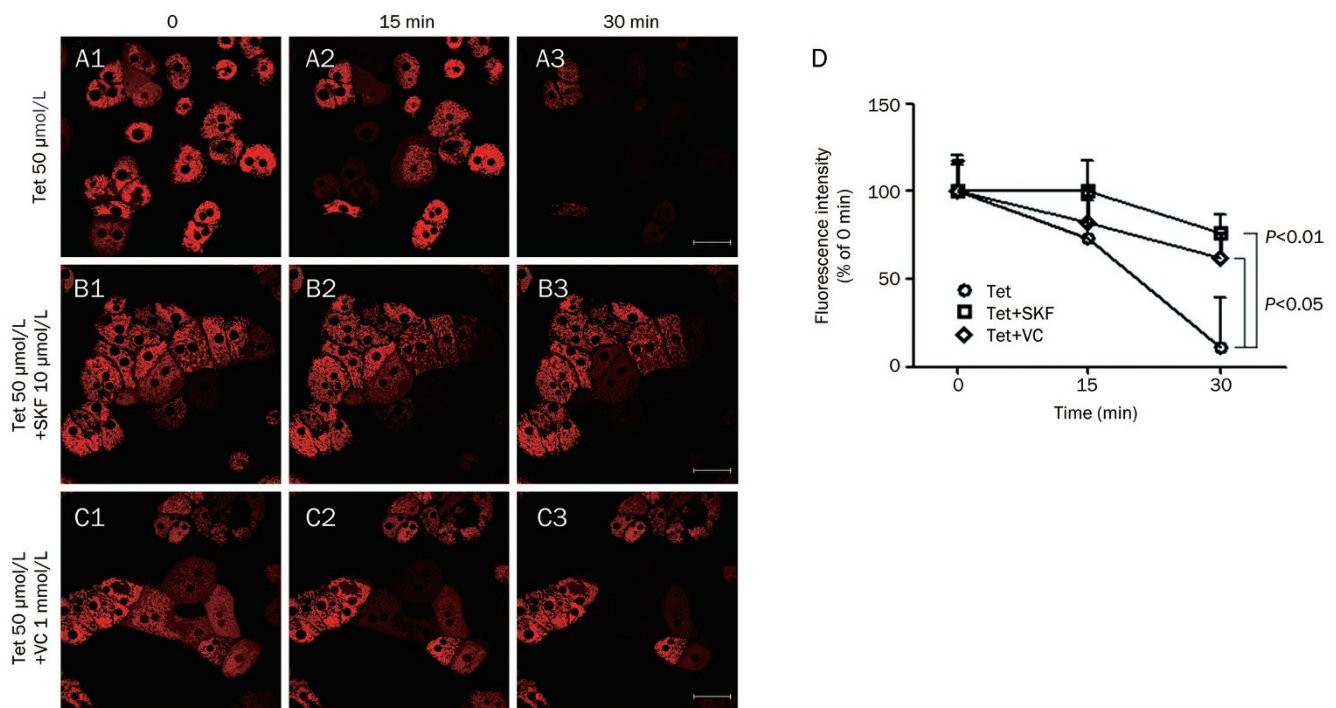 0 15 min 30 min
Tet 50 µmol/L
A1 A2 A3
Tet 50 µmol/L
+SKF 10 µmol/L
B1 B2 B3
Tet 50 µmol/L
+VC 1 mmol/L
C1 C2 C3
D
Fluorescence intensity
(% of 0 min)
150
100
50
0
Tet
Tet+SKF
Tet+VC
P<0.01
P<0.05
0 15 30
Time (min)